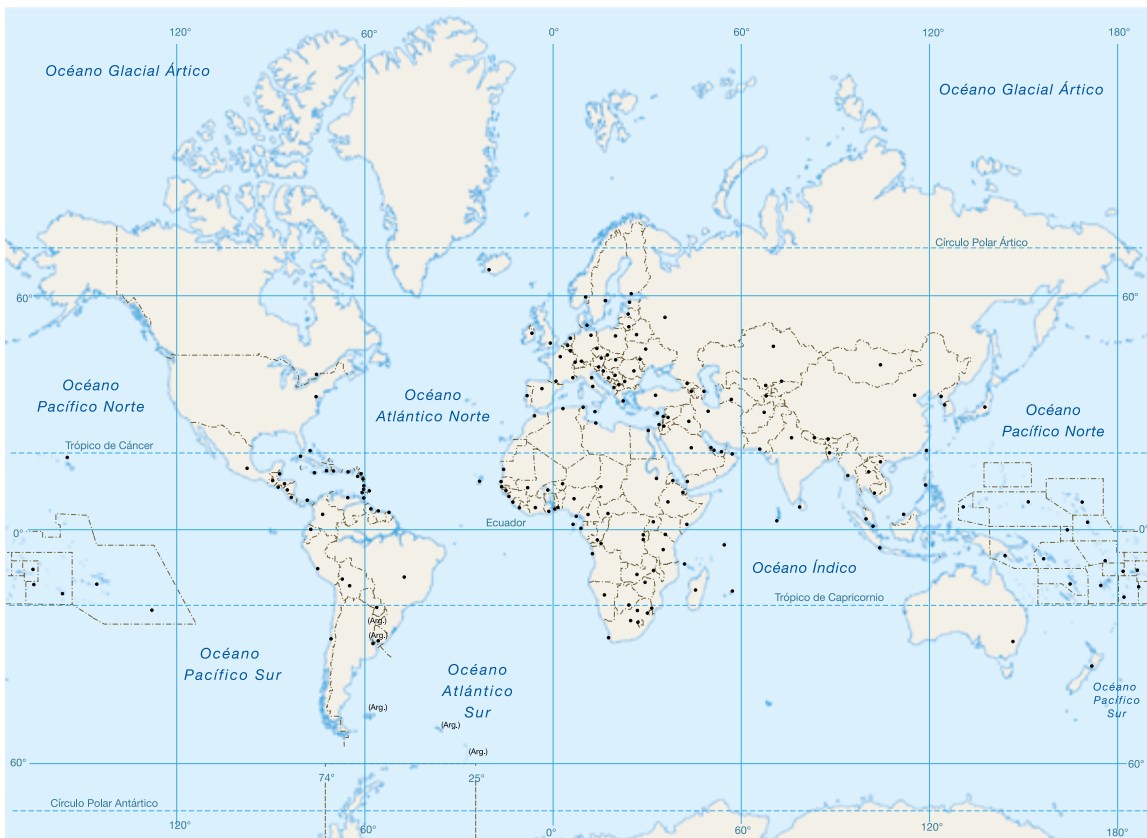 120°
60°
0°
60°
120°
180°
Océano Glacial Ártico
Océano Glacial Ártico
Círculo Polar Ártico
60°
60°
Océano
Pacífico Norte
Océano
Atlántico Norte
Océano
Pacífico Norte
Trópico de Cáncer
Ecuador
0°
0°
Océano Índico
Trópico de Capricornio
(Arg.)
(Arg.)
Océano
Pacífico Sur
Océano
Atlántico
Sur
Océano
Pacífico
Sur
(Arg.)
(Arg.)
(Arg.)
60°
60°
74°
25°
Círculo Polar Antártico
120°
60°
0°
60°
120°
180°